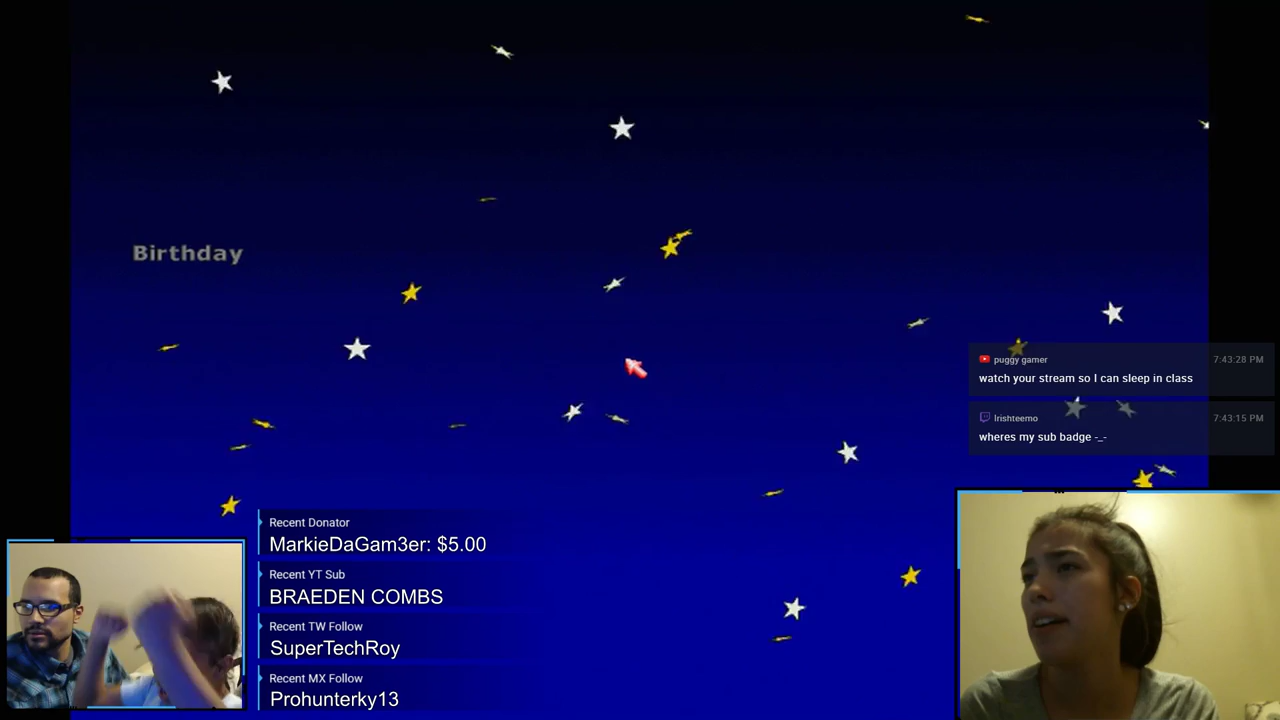 Birthday
puggy gamer 7:43:28 PM
watch your stream so I can sleep in class
Irishteemo 7:43:15 PM
wheres my sub badge -_-
Recent Donator
MarkieDaGam3er: $5.00
Recent YT Sub
BRAEDEN COMBS
Recent TW Follow
SuperTechRoy
Recent MX Follow
Prohunterky13